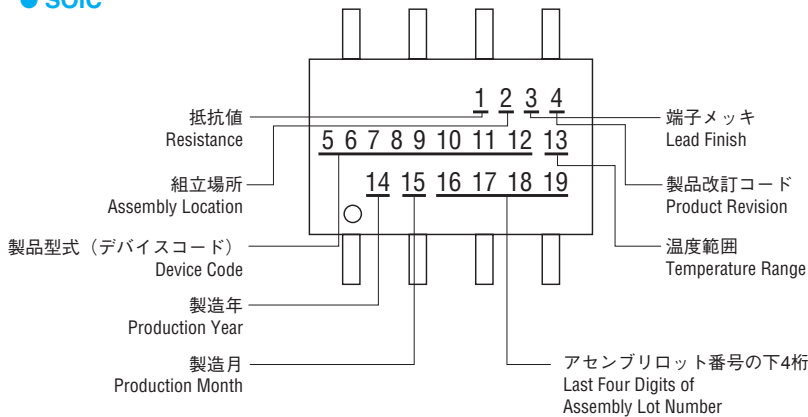 ● SOIC
1 2 3 4
5 6 7 8 9 10 11 12 13
14 15 16 17 18 19
抵抗値
Resistance
組立場所
Assembly Location
製品型式（デバイスコード）
Device Code
製造年
Production Year
製造月
Production Month
端子メッキ
Lead Finish
製品改訂コード
Product Revision
温度範囲
Temperature Range
アセンブリロット番号の下4桁
Last Four Digits of
Assembly Lot Number